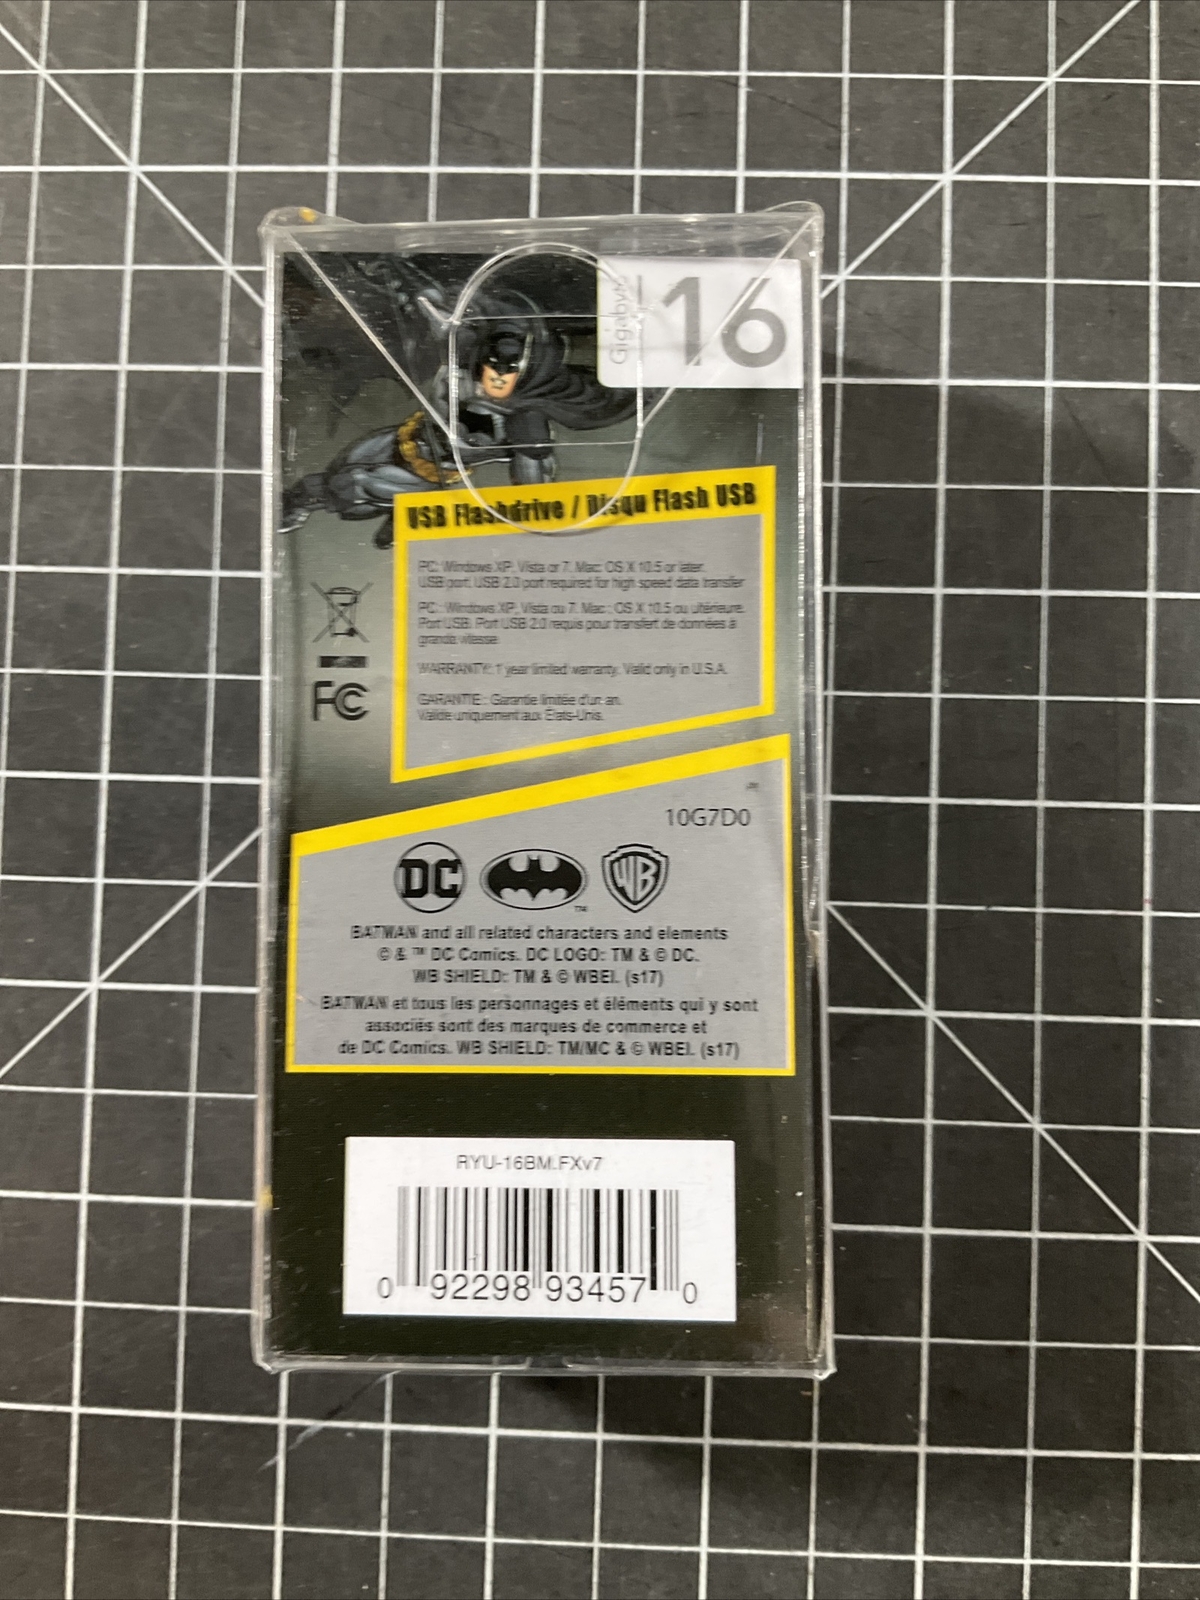 Gigabyte
16
USB Flashdrive / Disqu Flash USB
PC: Windows XP, Vista or 7. Mac: OS X 10.5 or later.
USB port. USB 2.0 port required for high speed data transfer
PC : Windows XP, Vista ou 7. Mac : OS X 10.5 ou ultérieure.
Port USB. Port USB 2.0 requis pour transfert de données à
grande vitesse.
WARRANTY: 1 year limited warranty. Valid only in U.S.A.
GARANTIE : Garantie limitée d'un an.
Valide uniquement aux États-Unis.
FC
10G7D0
DC
TM
WB
BATMAN and all related characters and elements
© & ™ DC Comics. DC LOGO: TM & © DC.
WB SHIELD: TM & © WBEI. (s17)
BATMAN et tous les personnages et éléments qui y sont
associés sont des marques de commerce et
de DC Comics. WB SHIELD: TM/MC & © WBEI. (s17)
RYU-16BM.FXv7
0 92298 93457 0